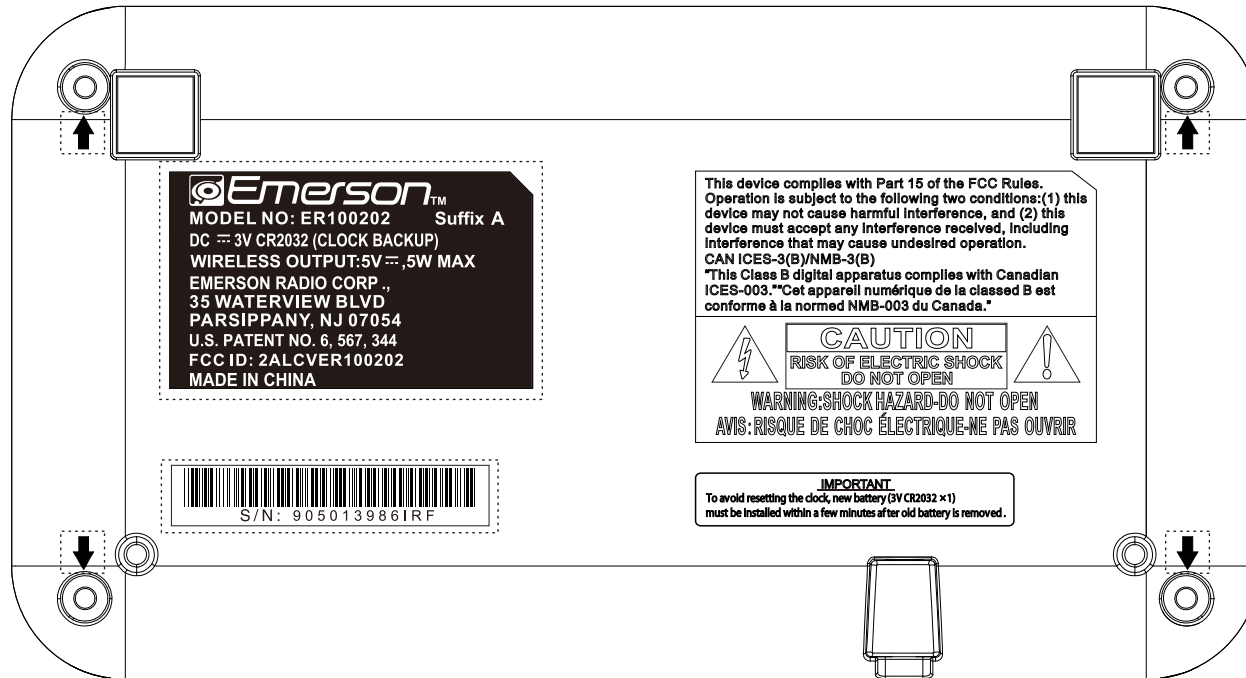 Emerson TM
MODEL NO: ER100202 Suffix A
DC ⎓ 3V CR2032 (CLOCK BACKUP)
WIRELESS OUTPUT:5V ⎓,5W MAX
EMERSON RADIO CORP .,
35 WATERVIEW BLVD
PARSIPPANY, NJ 07054
U.S. PATENT NO. 6, 567, 344
FCC ID: 2ALCVER100202
MADE IN CHINA
S/N: 905013986IRF
This device complies with Part 15 of the FCC Rules.
Operation is subject to the following two conditions:(1) this
device may not cause harmful interference, and (2) this
device must accept any interference received, including
interference that may cause undesired operation.
CAN ICES-3(B)/NMB-3(B)
“This Class B digital apparatus complies with Canadian
ICES-003.”“Cet appareil numérique de la classed B est
conforme à la normed NMB-003 du Canada.”
CAUTION
RISK OF ELECTRIC SHOCK
DO NOT OPEN
WARNING:SHOCK HAZARD-DO NOT OPEN
AVIS:RISQUE DE CHOC ÉLECTRIQUE-NE PAS OUVRIR
IMPORTANT
To avoid resetting the clock, new battery (3V CR2032 ×1)
must be installed within a few minutes after old battery is removed .